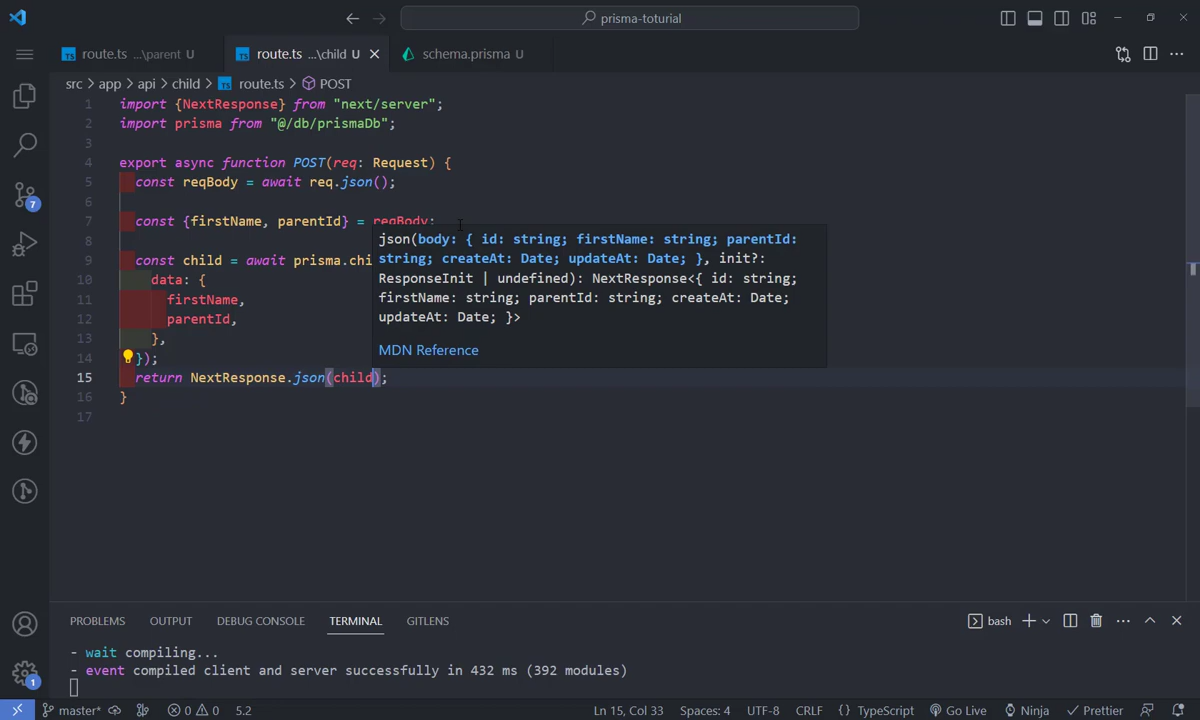 prisma-toturial
route.ts ...\parent U
route.ts ...\child U
schema.prisma U
src > app > api > child > route.ts > POST
1 import {NextResponse} from "next/server";
2 import prisma from "@/db/prismaDb";
3
4 export async function POST(req: Request) {
5 const reqBody = await req.json();
6
7 const {firstName, parentId} = reqBody;
8
9 const child = await prisma.chi
10 data: {
11 firstName,
12 parentId,
13 },
14 });
15 return NextResponse.json(child);
16 }
17
json(body: { id: string; firstName: string; parentId:
string; createAt: Date; updateAt: Date; }, init?:
ResponseInit | undefined): NextResponse<{ id: string;
firstName: string; parentId: string; createAt: Date;
updateAt: Date; }>
MDN Reference
7
1
PROBLEMS OUTPUT DEBUG CONSOLE TERMINAL GITLENS
bash
- wait compiling...
- event compiled client and server successfully in 432 ms (392 modules)
master* 0 0 5.2 Ln 15, Col 33 Spaces: 4 UTF-8 CRLF {} TypeScript Go Live Ninja Prettier